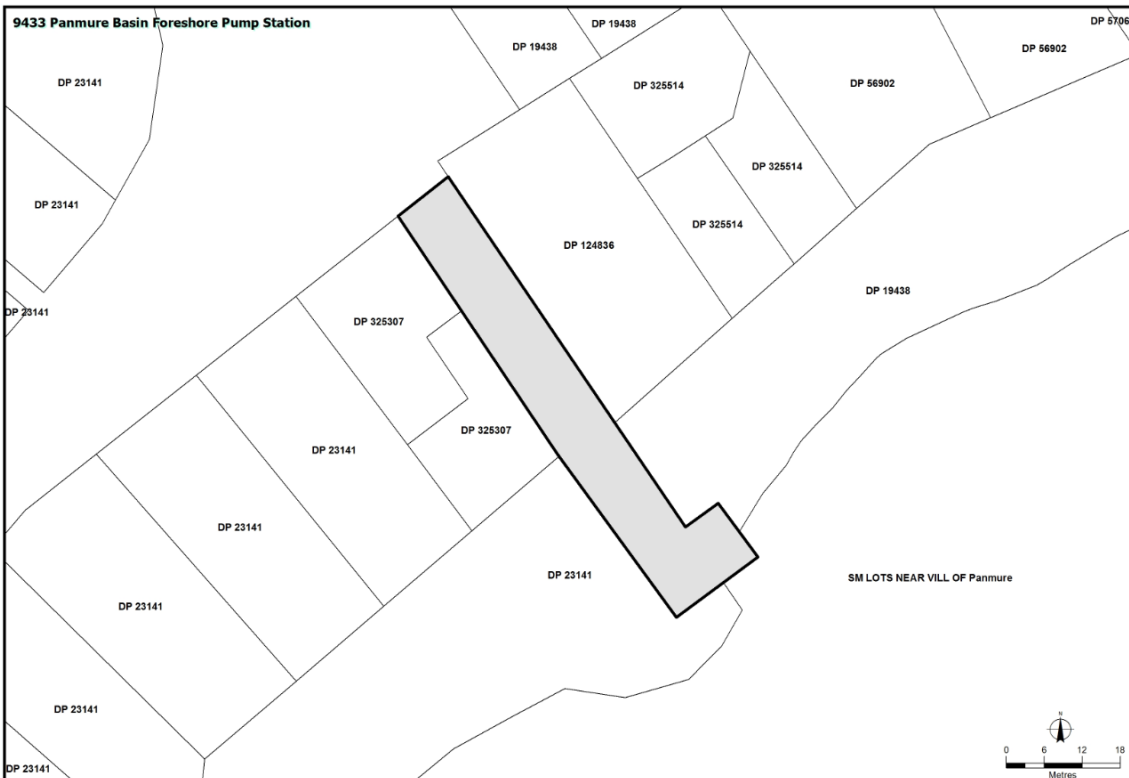 9433 Panmure Basin Foreshore Pump Station
DP 19438
DP 5706
DP 19438
DP 56902
DP 23141
DP 325514
DP 56902
DP 325514
DP 23141
DP 325514
DP 124836
DP 19438
DP 23141
DP 325307
DP 325307
DP 23141
DP 23141
DP 23141
SM LOTS NEAR VILL OF Panmure
DP 23141
DP 23141
N
0 6 12 18
Metres
DP 23141